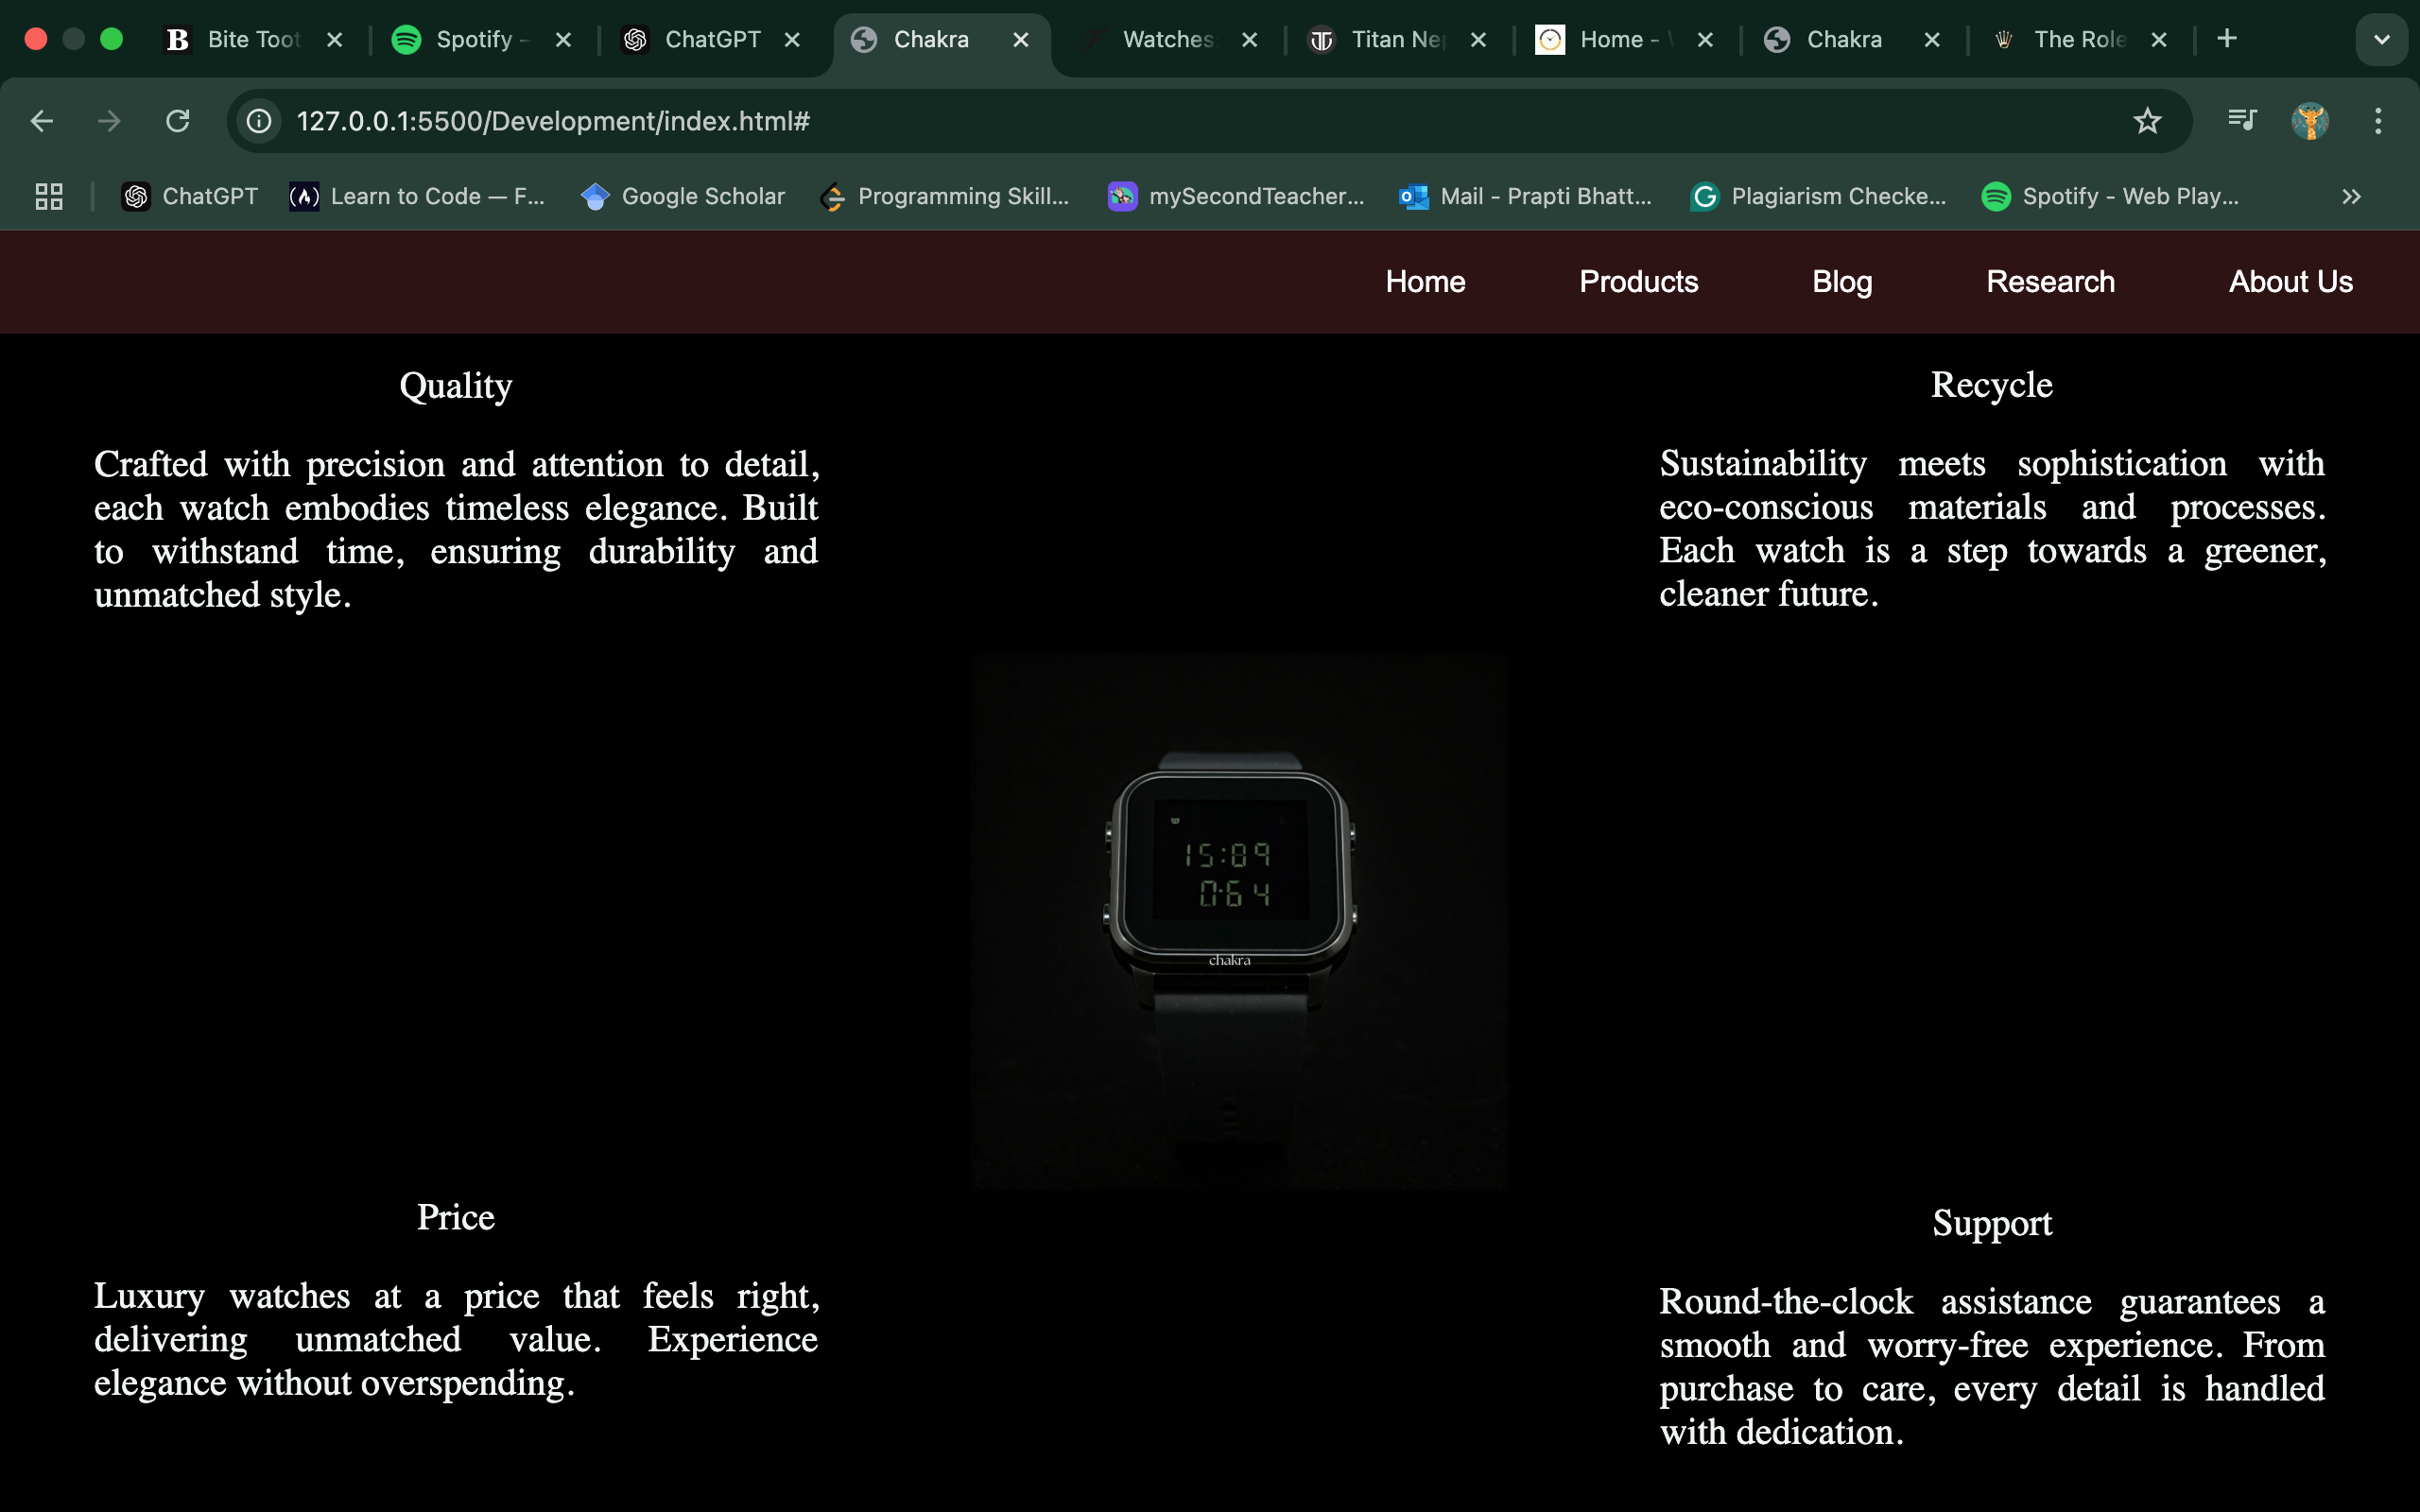 Bite Toot
Spotify –
ChatGPT
Chakra
Watches
Titan Ne
Home -
Chakra
The Role
127.0.0.1:5500/Development/index.html#
ChatGPT
Learn to Code — F...
Google Scholar
Programming Skill...
mySecondTeacher...
Mail - Prapti Bhatt...
Plagiarism Checke...
Spotify - Web Play...
Home
Products
Blog
Research
About Us
Quality
Crafted with precision and attention to detail,
each watch embodies timeless elegance. Built
to withstand time, ensuring durability and
unmatched style.
Recycle
Sustainability meets sophistication with
eco-conscious materials and processes.
Each watch is a step towards a greener,
cleaner future.
15:89
0:64
chakra
Price
Luxury watches at a price that feels right,
delivering unmatched value. Experience
elegance without overspending.
Support
Round-the-clock assistance guarantees a
smooth and worry-free experience. From
purchase to care, every detail is handled
with dedication.